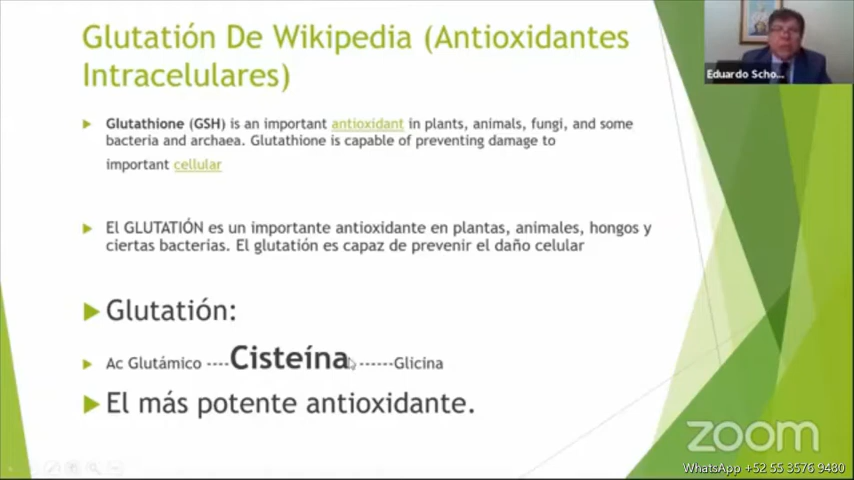 Glutatión De Wikipedia (Antioxidantes
Intracelulares)
Eduardo Scho...
Glutathione (GSH) is an important antioxidant in plants, animals, fungi, and some
bacteria and archaea. Glutathione is capable of preventing damage to
important cellular
El GLUTATIÓN es un importante antioxidante en plantas, animales, hongos y
ciertas bacterias. El glutatión es capaz de prevenir el daño celular
Glutatión:
Ac Glutámico ----Cisteína ------Glicina
El más potente antioxidante.
zoom
WhatsApp +52 55 3576 9480